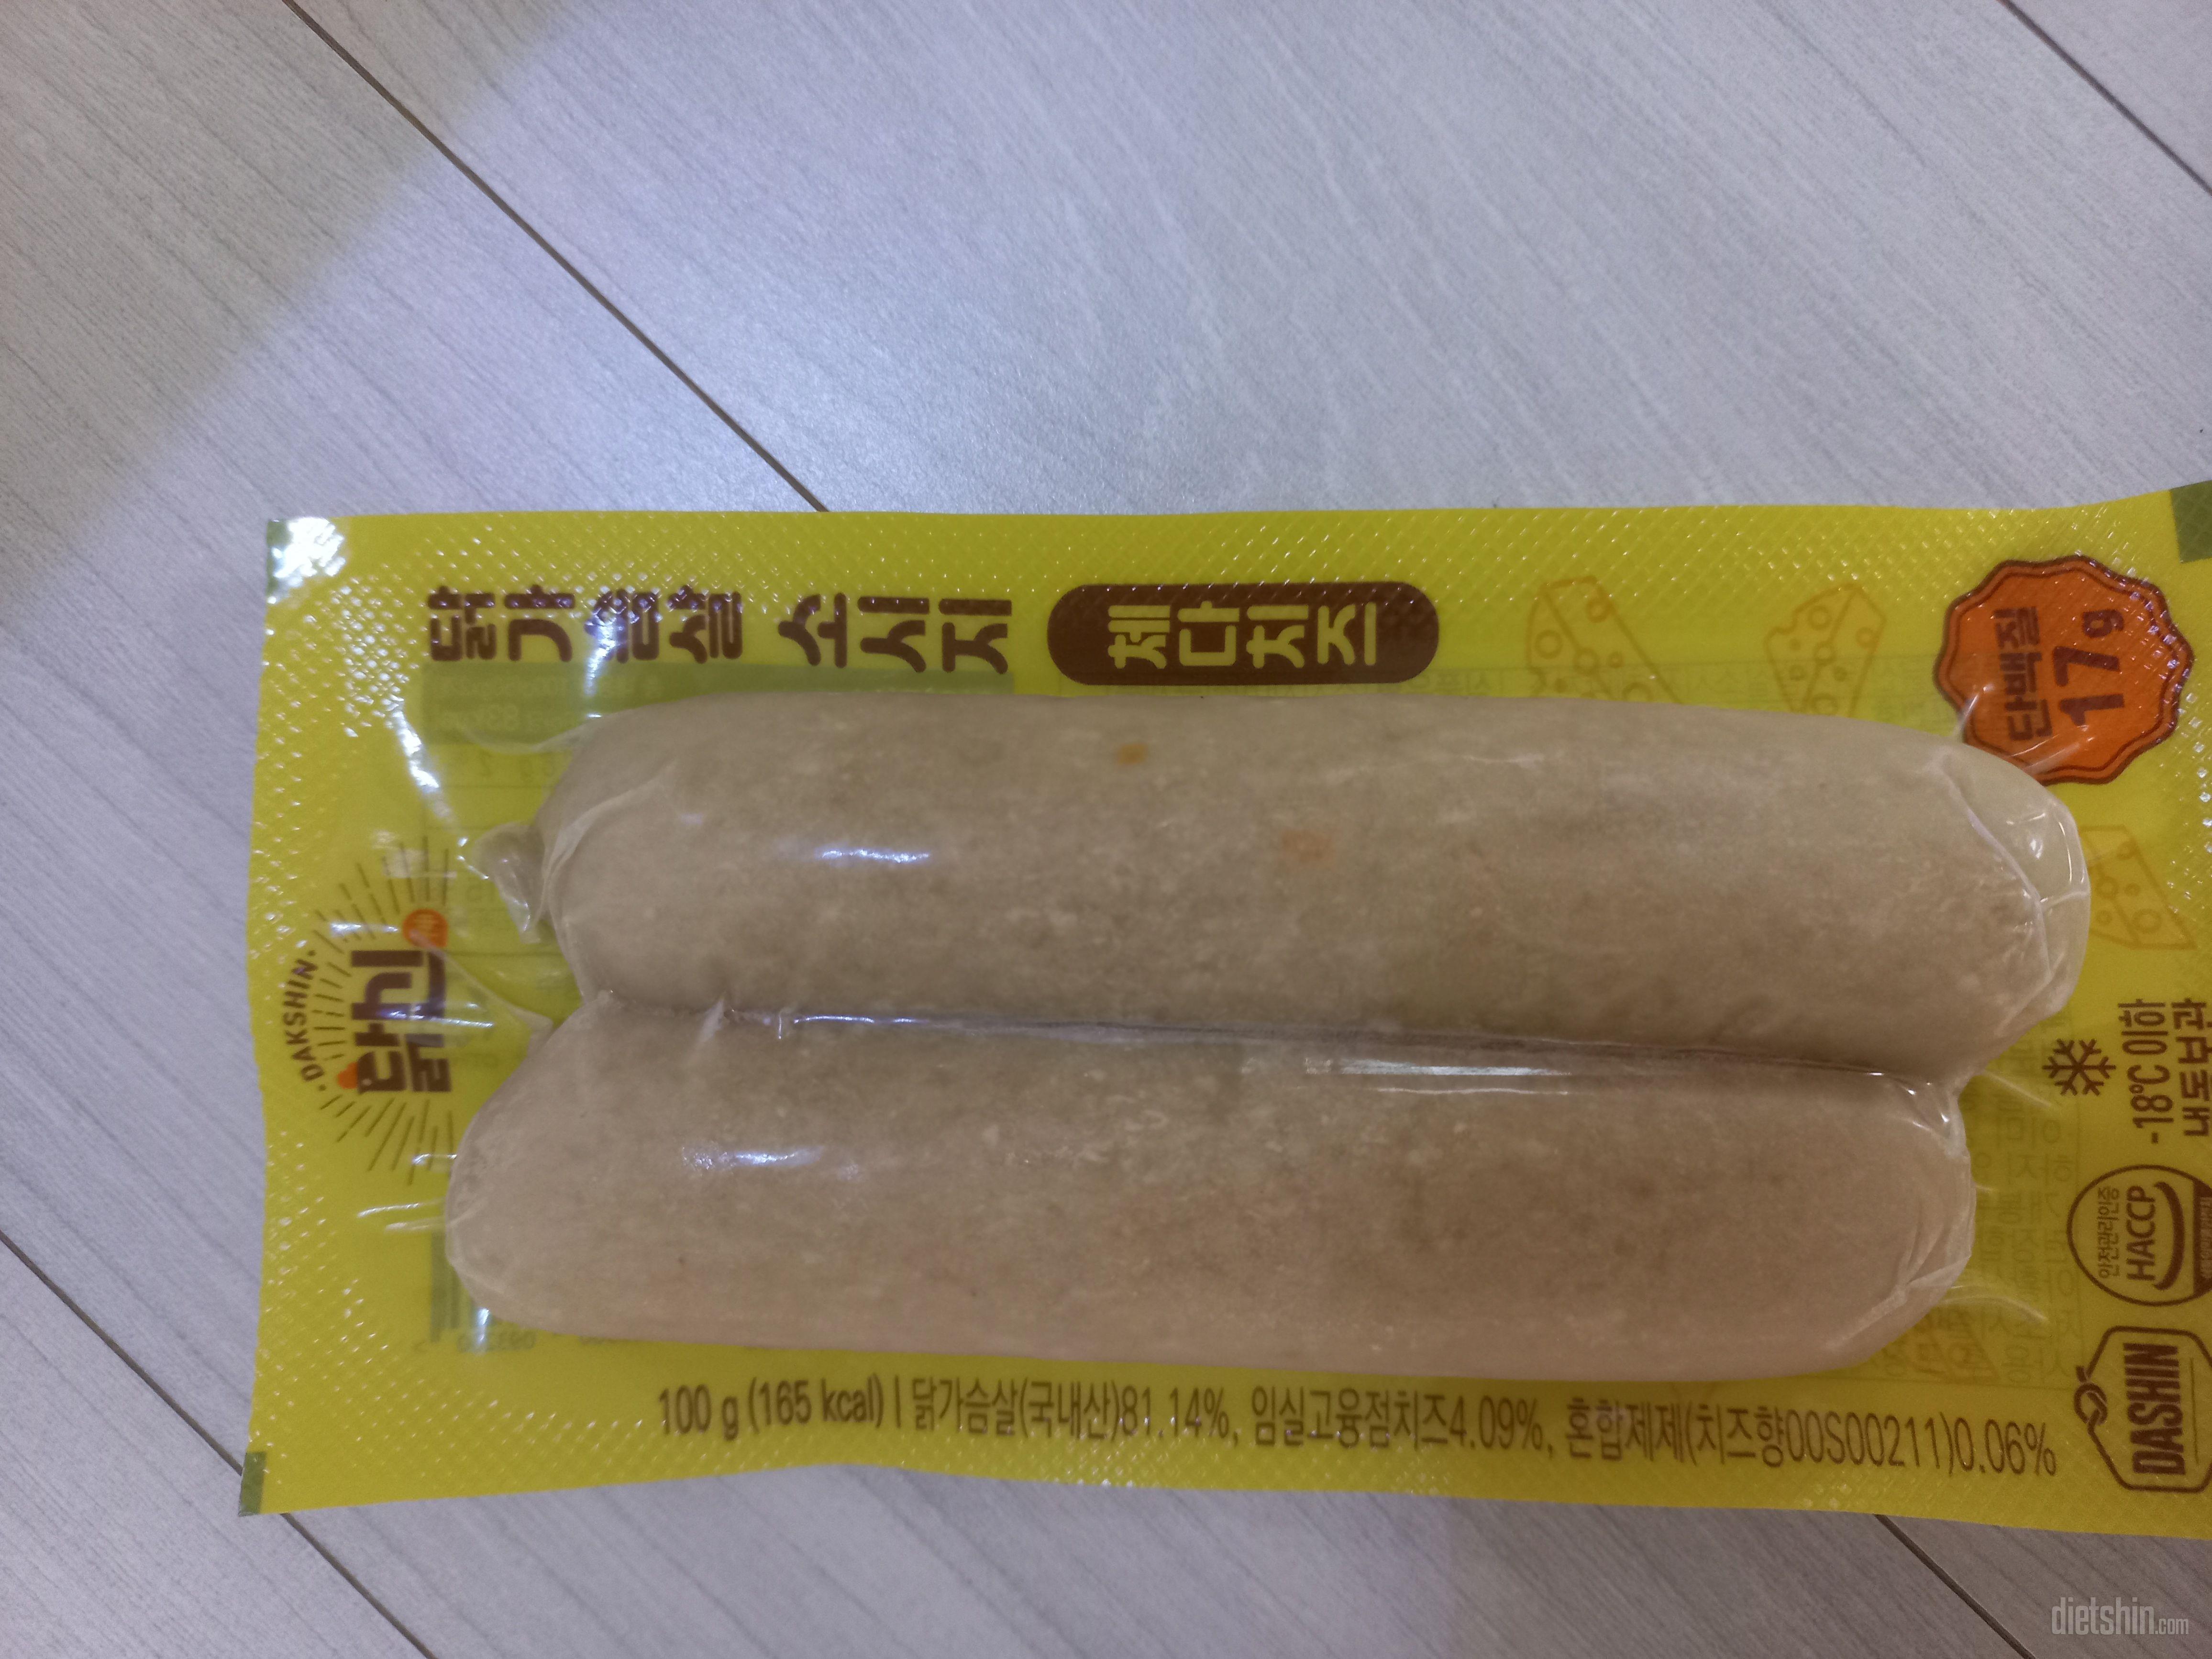 닭가슴살 소시지
체다치즈
단백질
17g
DAKSHIN
닭신
-18℃ 이하
냉동보관
안전관리인증
HACCP
DASHIN
100 g (165 kcal) | 닭가슴살(국내산)81.14%, 임실고융점치즈4.09%, 혼합제제(치즈향00S00211)0.06%
dietshin.com